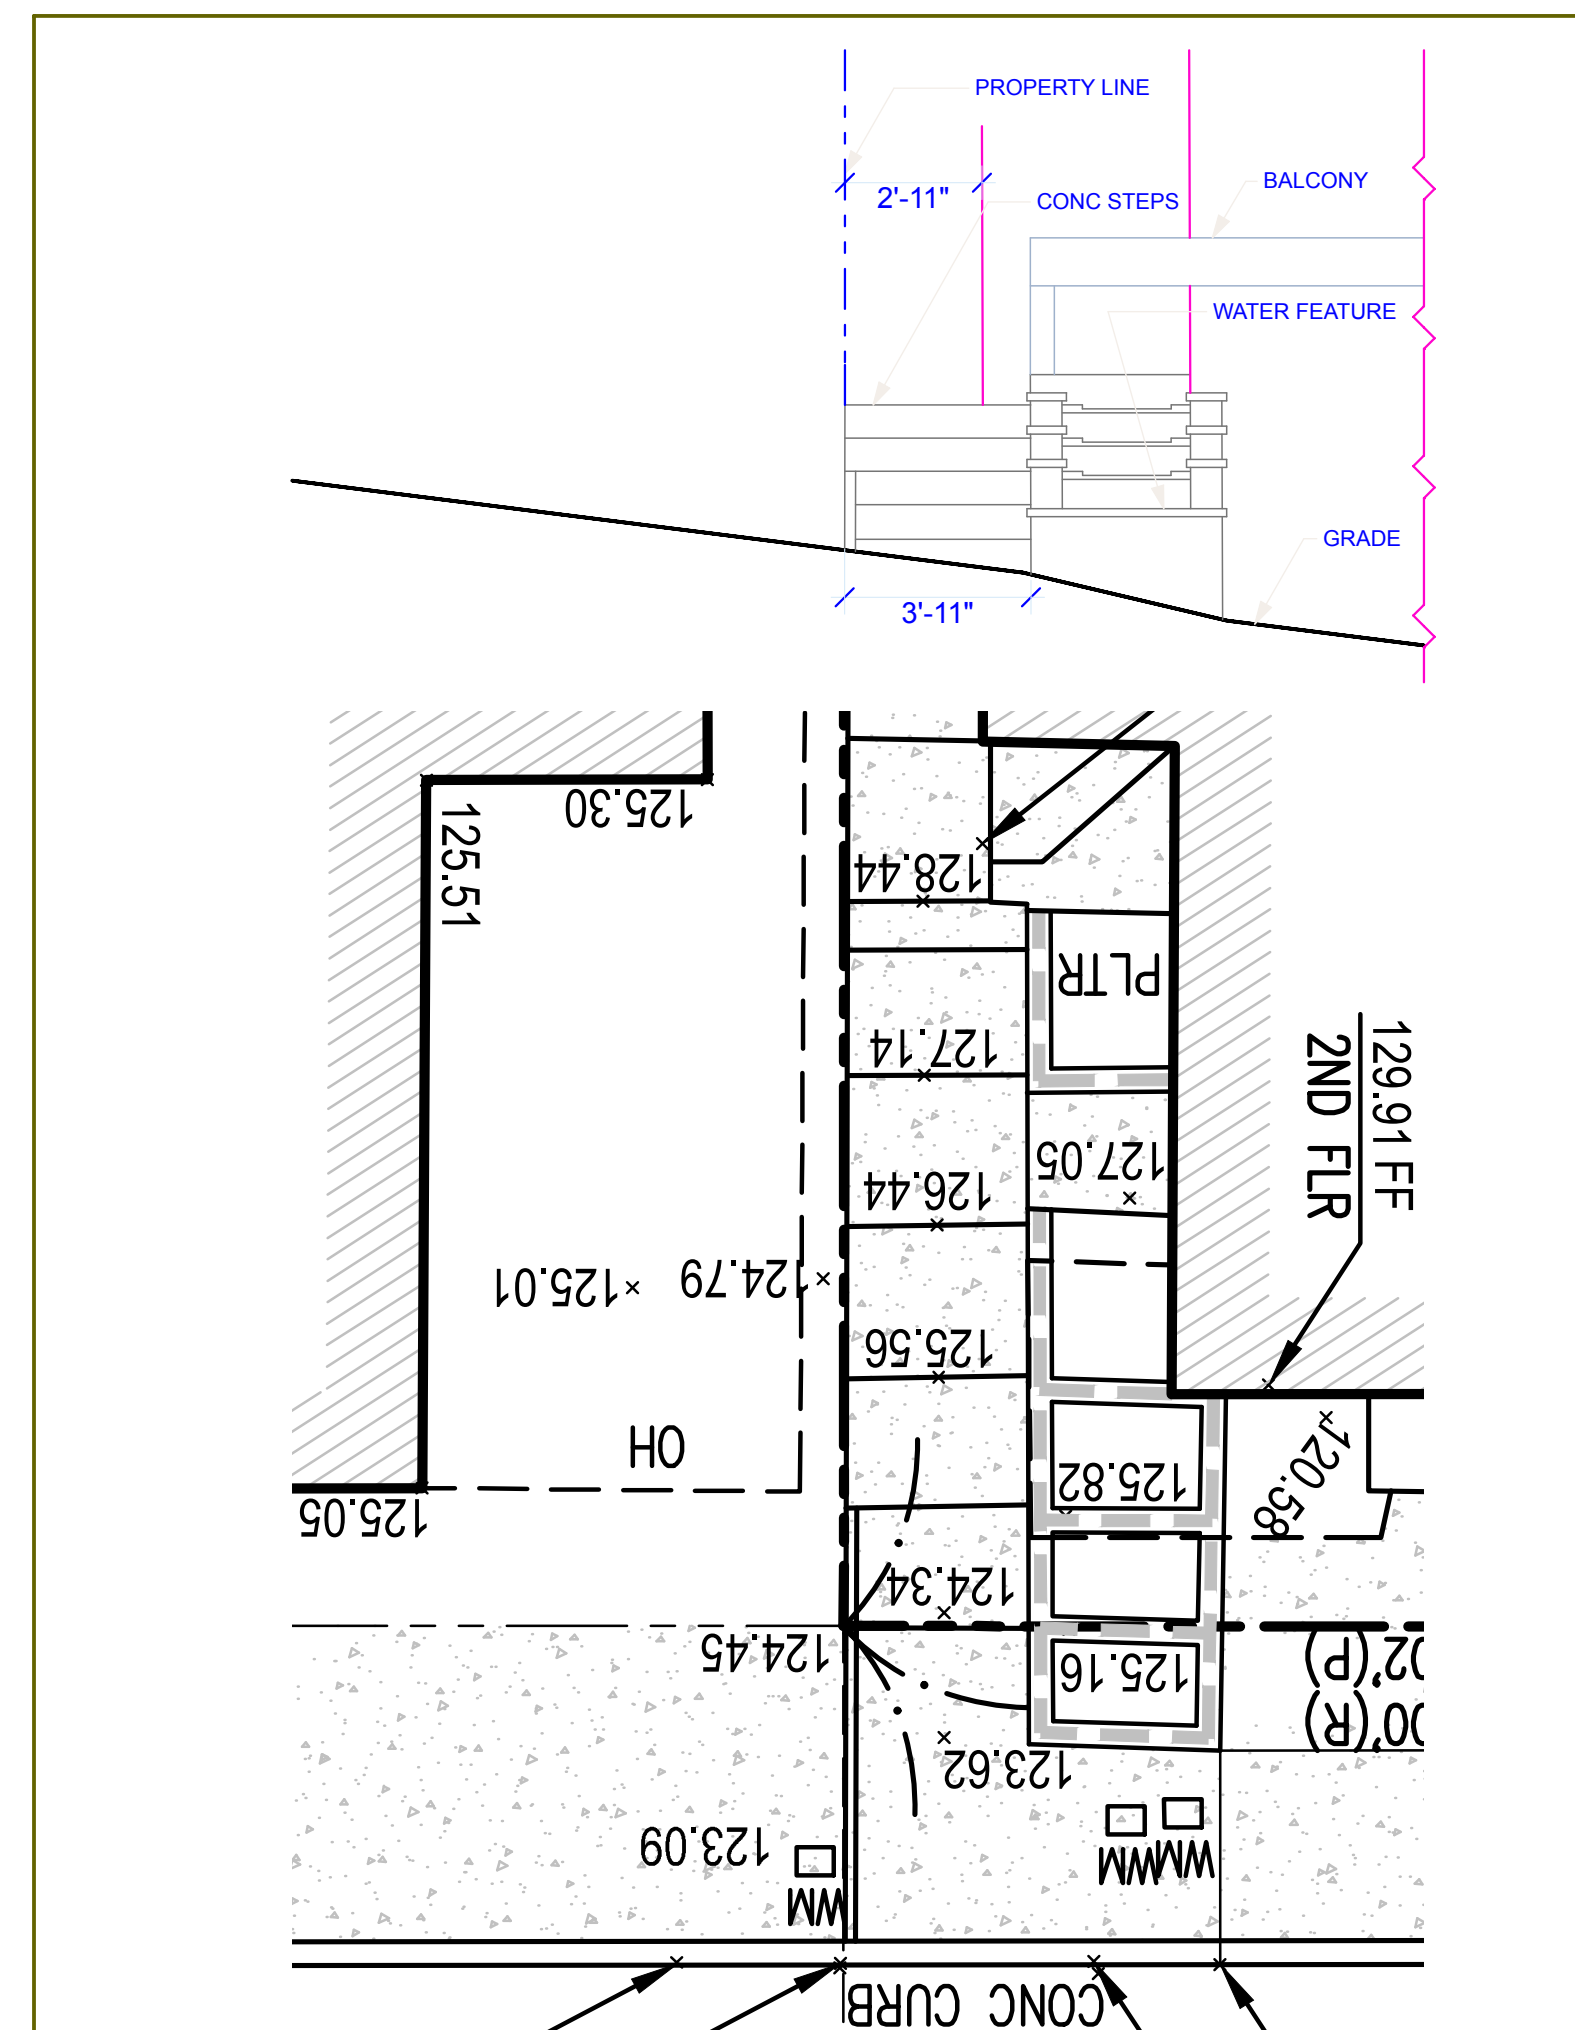 PROPERTY LINE
BALCONY
2'-11"
CONC STEPS
WATER FEATURE
GRADE
3'-11"
125.30
125.51
128.44
PLTR
129.91 FF
2ND FLR
127.14
127.05
126.44
125.01
124.79
125.56
OH
125.82
120.58
125.05
124.34
124.45
125.16
02'(P)
00'(R)
123.62
123.09
WM
WM
WM
CONC CURB